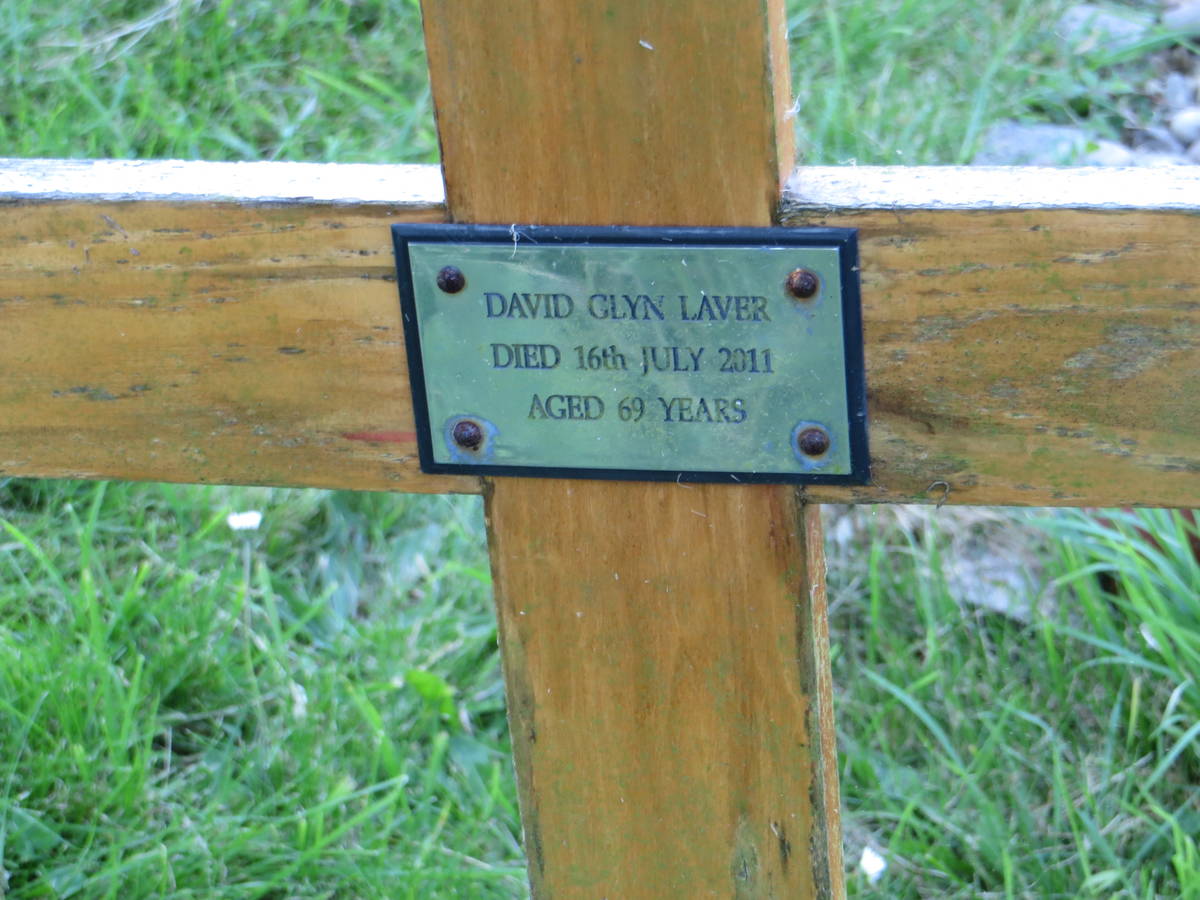 DAVID GLYN LAVER
DIED 16th JULY 2011
AGED 69 YEARS